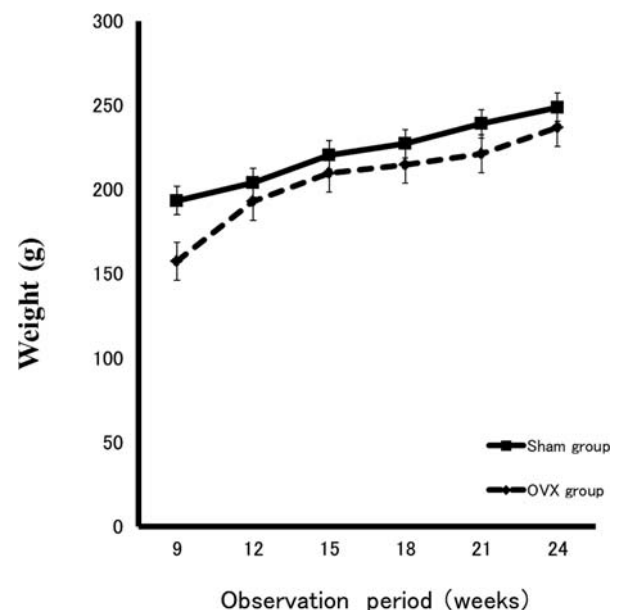 300
250
200
150
100
50
0
Weight (g)
Sham group
OVX group
9 12 15 18 21 24
Observation period (weeks)